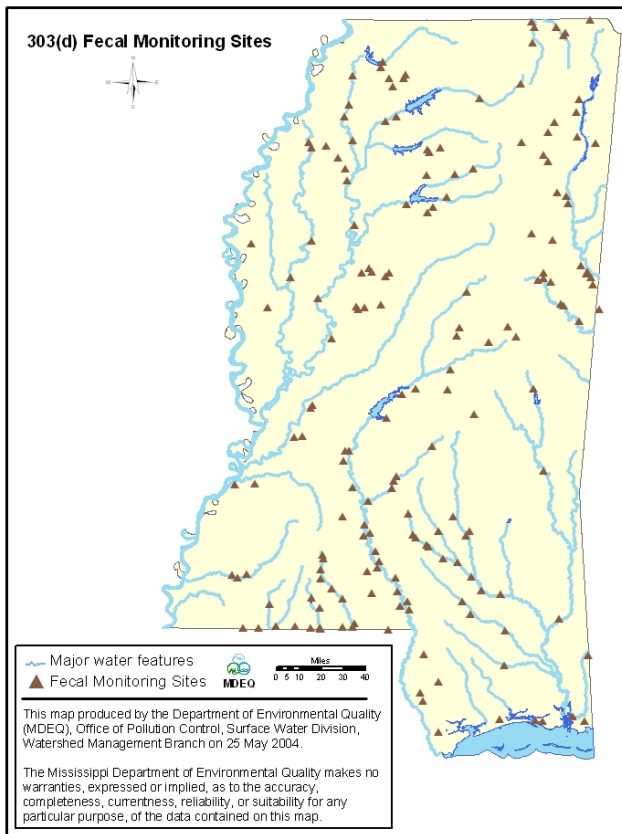 303(d) Fecal Monitoring Sites
N
W E
S
Major water features
Fecal Monitoring Sites
MDEQ
Miles
0 5 10 20 30 40
This map produced by the Department of Environmental Quality
(MDEQ), Office of Pollution Control, Surface Water Division,
Watershed Management Branch on 25 May 2004.
The Mississippi Department of Environmental Quality makes no
warranties, expressed or implied, as to the accuracy,
completeness, currentness, reliability, or suitability for any
particular purpose, of the data contained on this map.